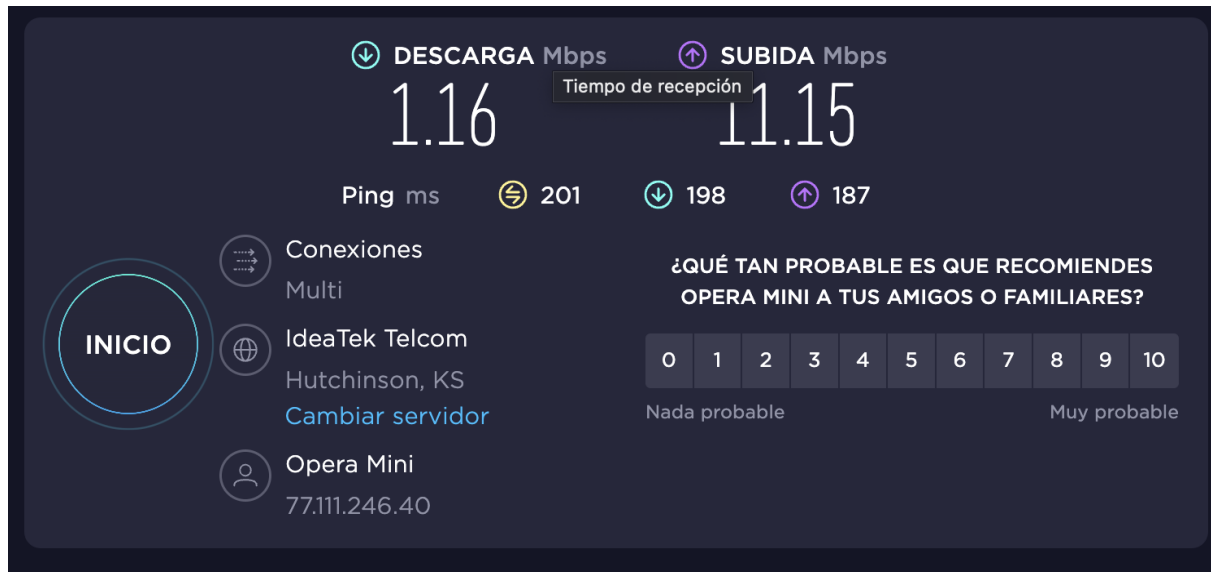 DESCARGA Mbps
SUBIDA Mbps
Tiempo de recepción
1.16
11.15
Ping ms
201
198
187
INICIO
Conexiones
Multi
IdeaTek Telcom
Hutchinson, KS
Cambiar servidor
Opera Mini
77.111.246.40
¿QUÉ TAN PROBABLE ES QUE RECOMIENDES
OPERA MINI A TUS AMIGOS O FAMILIARES?
0 1 2 3 4 5 6 7 8 9 10
Nada probable
Muy probable